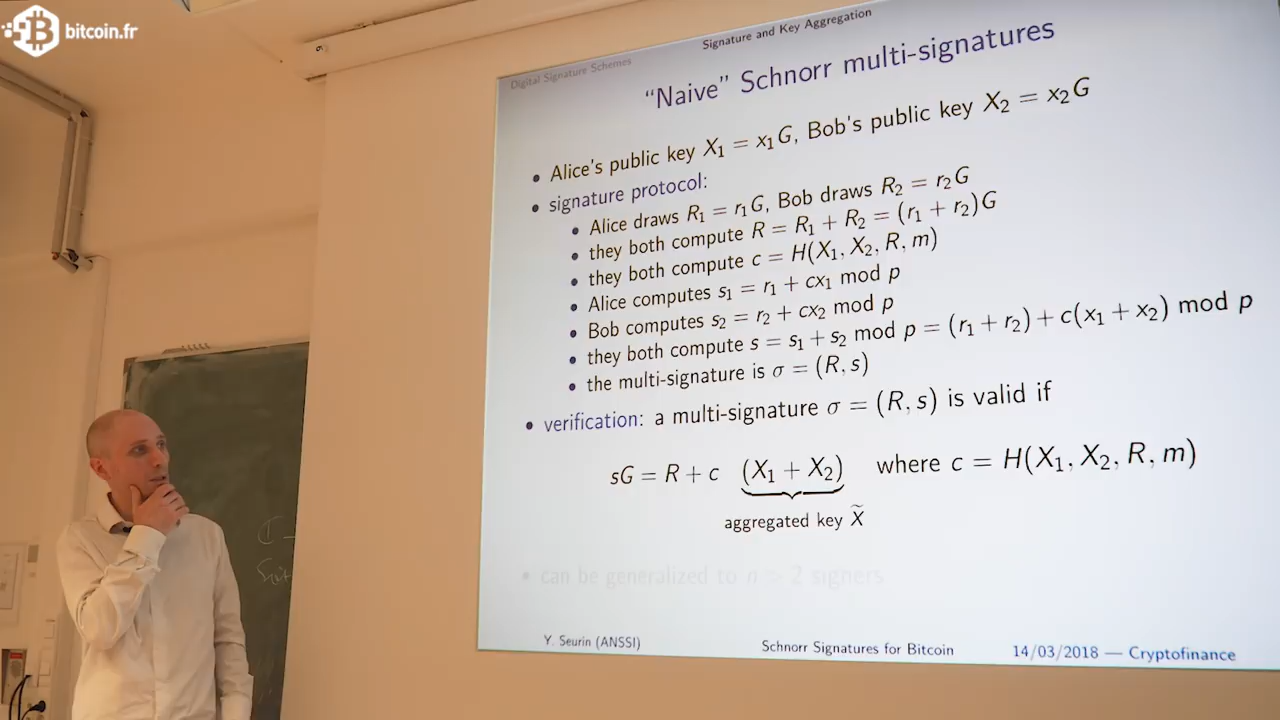 bitcoin.fr
Digital Signature Schemes
Signature and Key Aggregation
“Naive” Schnorr multi-signatures
• Alice's public key X₁ = x₁G, Bob's public key X₂ = x₂G
• signature protocol:
• Alice draws R₁ = r₁G, Bob draws R₂ = r₂G
• they both compute R = R₁ + R₂ = (r₁ + r₂)G
• they both compute c = H(X₁, X₂, R, m)
• Alice computes s₁ = r₁ + cx₁ mod p
• Bob computes s₂ = r₂ + cx₂ mod p
• they both compute s = s₁ + s₂ mod p = (r₁ + r₂) + c(x₁ + x₂) mod p
• the multi-signature is σ = (R, s)
• verification: a multi-signature σ = (R, s) is valid if
sG = R + c (X₁ + X₂) where c = H(X₁, X₂, R, m)
aggregated key X̃
• can be generalized to n > 2 signers
Y. Seurin (ANSSI) Schnorr Signatures for Bitcoin 14/03/2018 — Cryptofinance